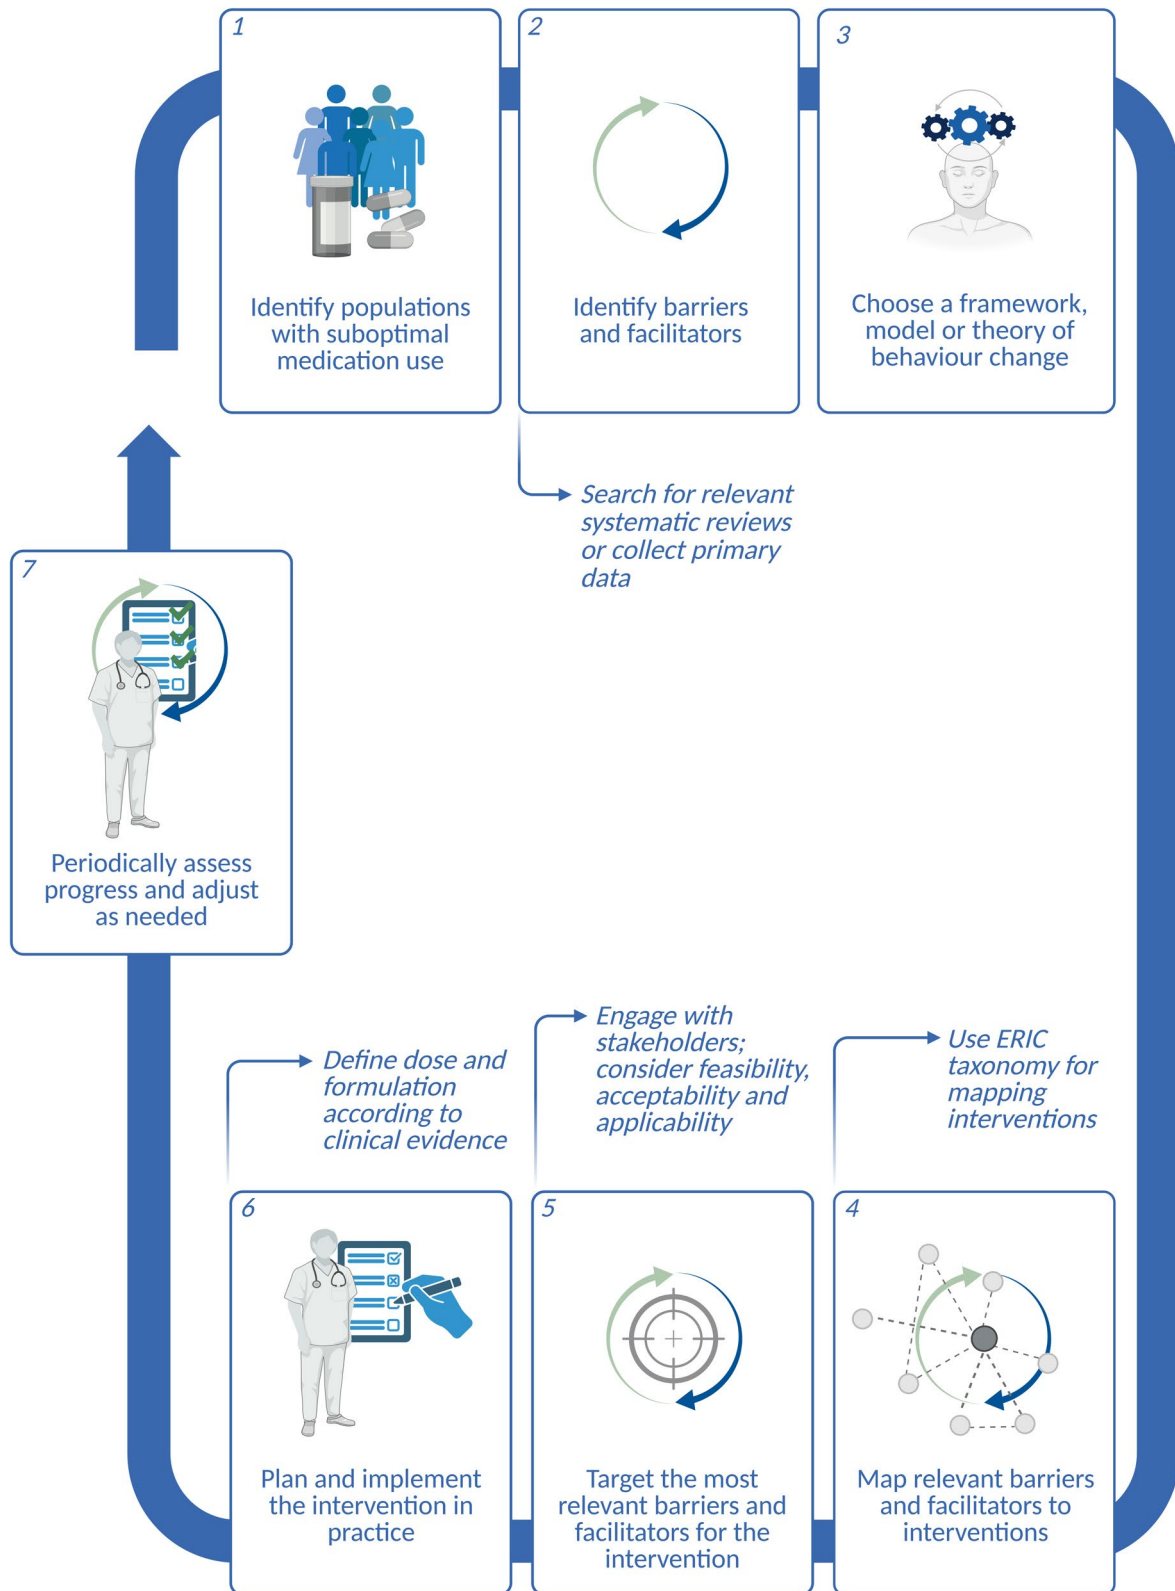 1
Identify populations
with suboptimal
medication use
2
Identify barriers
and facilitators
3
Choose a framework,
model or theory of
behaviour change
Search for relevant
systematic reviews
or collect primary
data
7
Periodically assess
progress and adjust
as needed
Define dose and
formulation
according to
clinical evidence
Engage with
stakeholders;
consider feasibility,
acceptability and
applicability
Use ERIC
taxonomy for
mapping
interventions
6
Plan and implement
the intervention in
practice
5
Target the most
relevant barriers and
facilitators for the
intervention
4
Map relevant barriers
and facilitators to
interventions